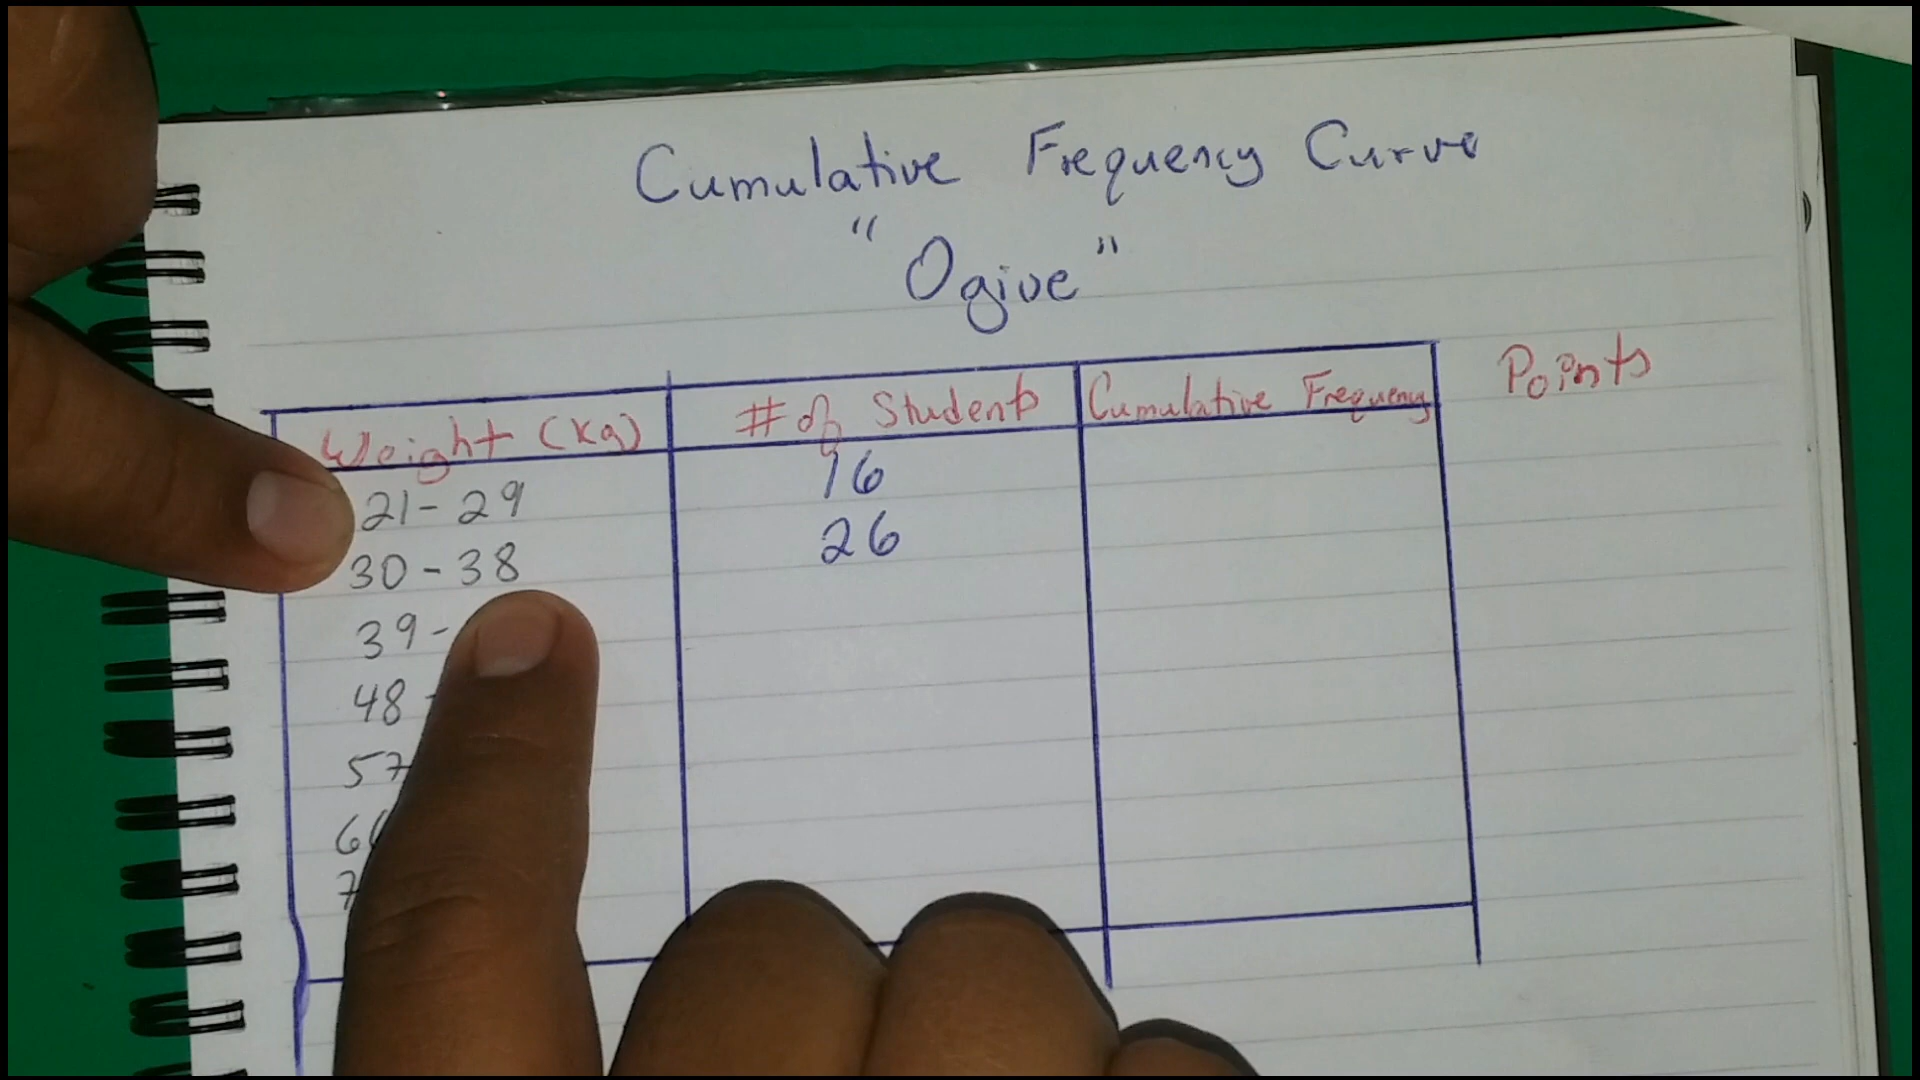 Cumulative Frequency Curve
"Ogive"
Weight (Kg) # of Students Cumulative Frequency Points
21-29 16
30-38 26
39-
48-
57